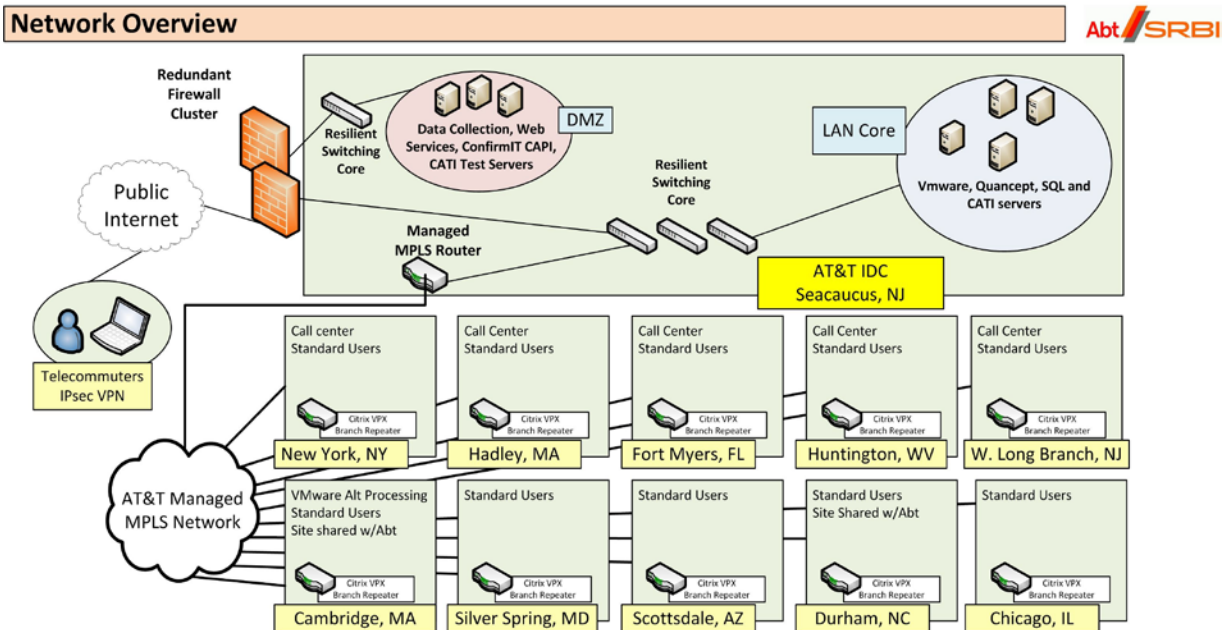 Network Overview
Abt SRBI
Redundant
Firewall
Cluster
Resilient
Switching
Core
Data Collection, Web
Services, ConfirmIT CAPI,
CATI Test Servers
DMZ
LAN Core
Vmware, Quancept, SQL and
CATI servers
Resilient
Switching
Core
Public
Internet
Managed
MPLS Router
AT&T IDC
Seacaucus, NJ
Telecommuters
IPsec VPN
Call center
Standard Users
Citrix VPX
Branch Repeater
New York, NY
Call Center
Standard Users
Citrix VPX
Branch Repeater
Hadley, MA
Call Center
Standard Users
Citrix VPX
Branch Repeater
Fort Myers, FL
Call Center
Standard Users
Citrix VPX
Branch Repeater
Huntington, WV
Call Center
Standard Users
Citrix VPX
Branch Repeater
W. Long Branch, NJ
AT&T Managed
MPLS Network
VMware Alt Processing
Standard Users
Site shared w/Abt
Citrix VPX
Branch Repeater
Cambridge, MA
Standard Users
Citrix VPX
Branch Repeater
Silver Spring, MD
Standard Users
Citrix VPX
Branch Repeater
Scottsdale, AZ
Standard Users
Site Shared w/Abt
Citrix VPX
Branch Repeater
Durham, NC
Standard Users
Citrix VPX
Branch Repeater
Chicago, IL